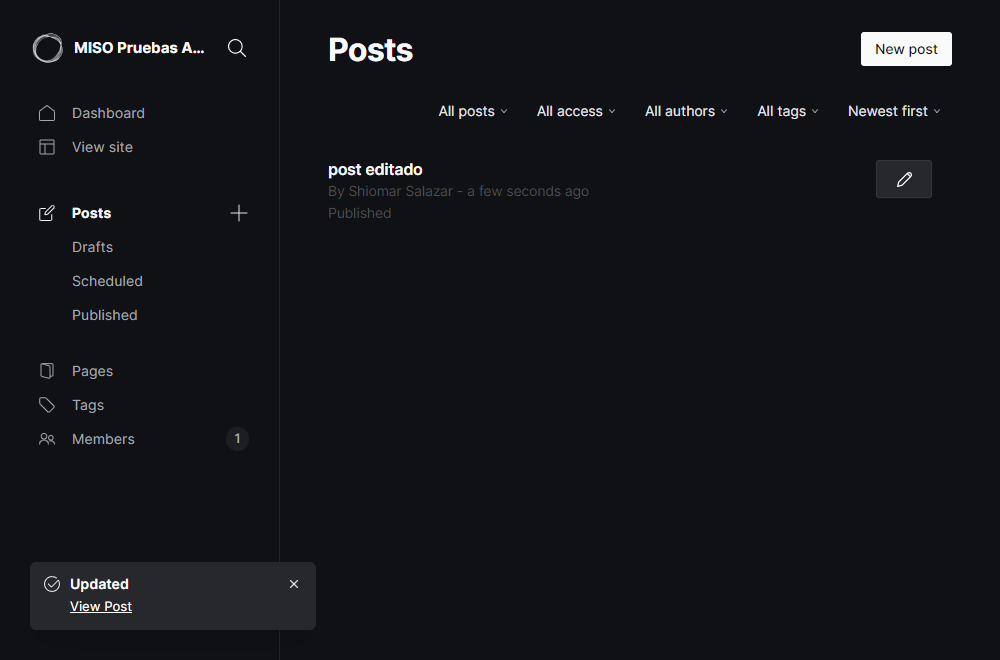 MISO Pruebas A...
Dashboard
View site
Posts
Drafts
Scheduled
Published
Pages
Tags
Members 1
Posts
New post
All posts All access All authors All tags Newest first
post editado
By Shiomar Salazar - a few seconds ago
Published
Updated
View Post